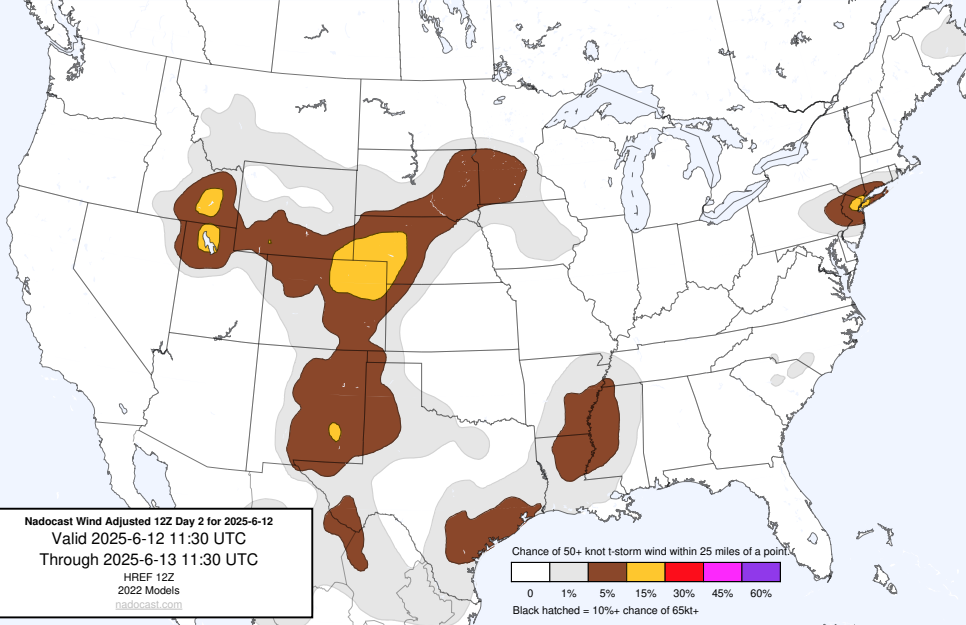 Nadocast Wind Adjusted 12Z Day 2 for 2025-6-12
Valid 2025-6-12 11:30 UTC
Through 2025-6-13 11:30 UTC
HREF 12Z
2022 Models
nadocast.com
Chance of 50+ knot t-storm wind within 25 miles of a point.
0 1% 5% 15% 30% 45% 60%
Black hatched = 10%+ chance of 65kt+